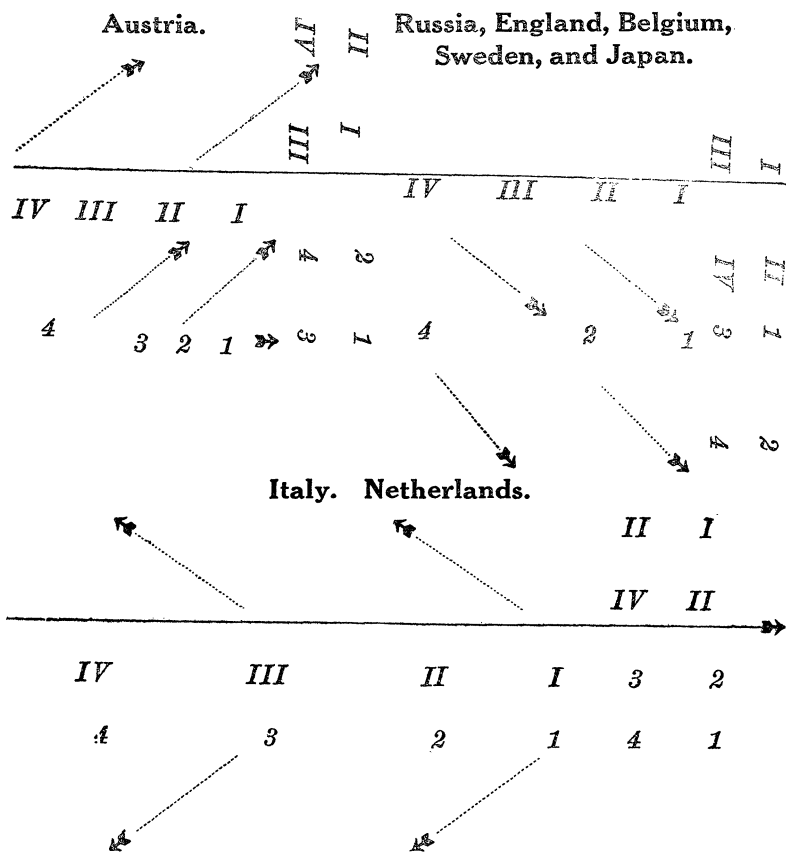 Austria.
IV II
III I
IV III II I
4 2
4 3 2 1 3 1
Russia, England, Belgium,
Sweden, and Japan.
III I
IV III II I
IV II
4 2 1 3 1
4 2
Italy. Netherlands.
II I
IV II
IV III II I 3 2
4 3 2 1 4 1